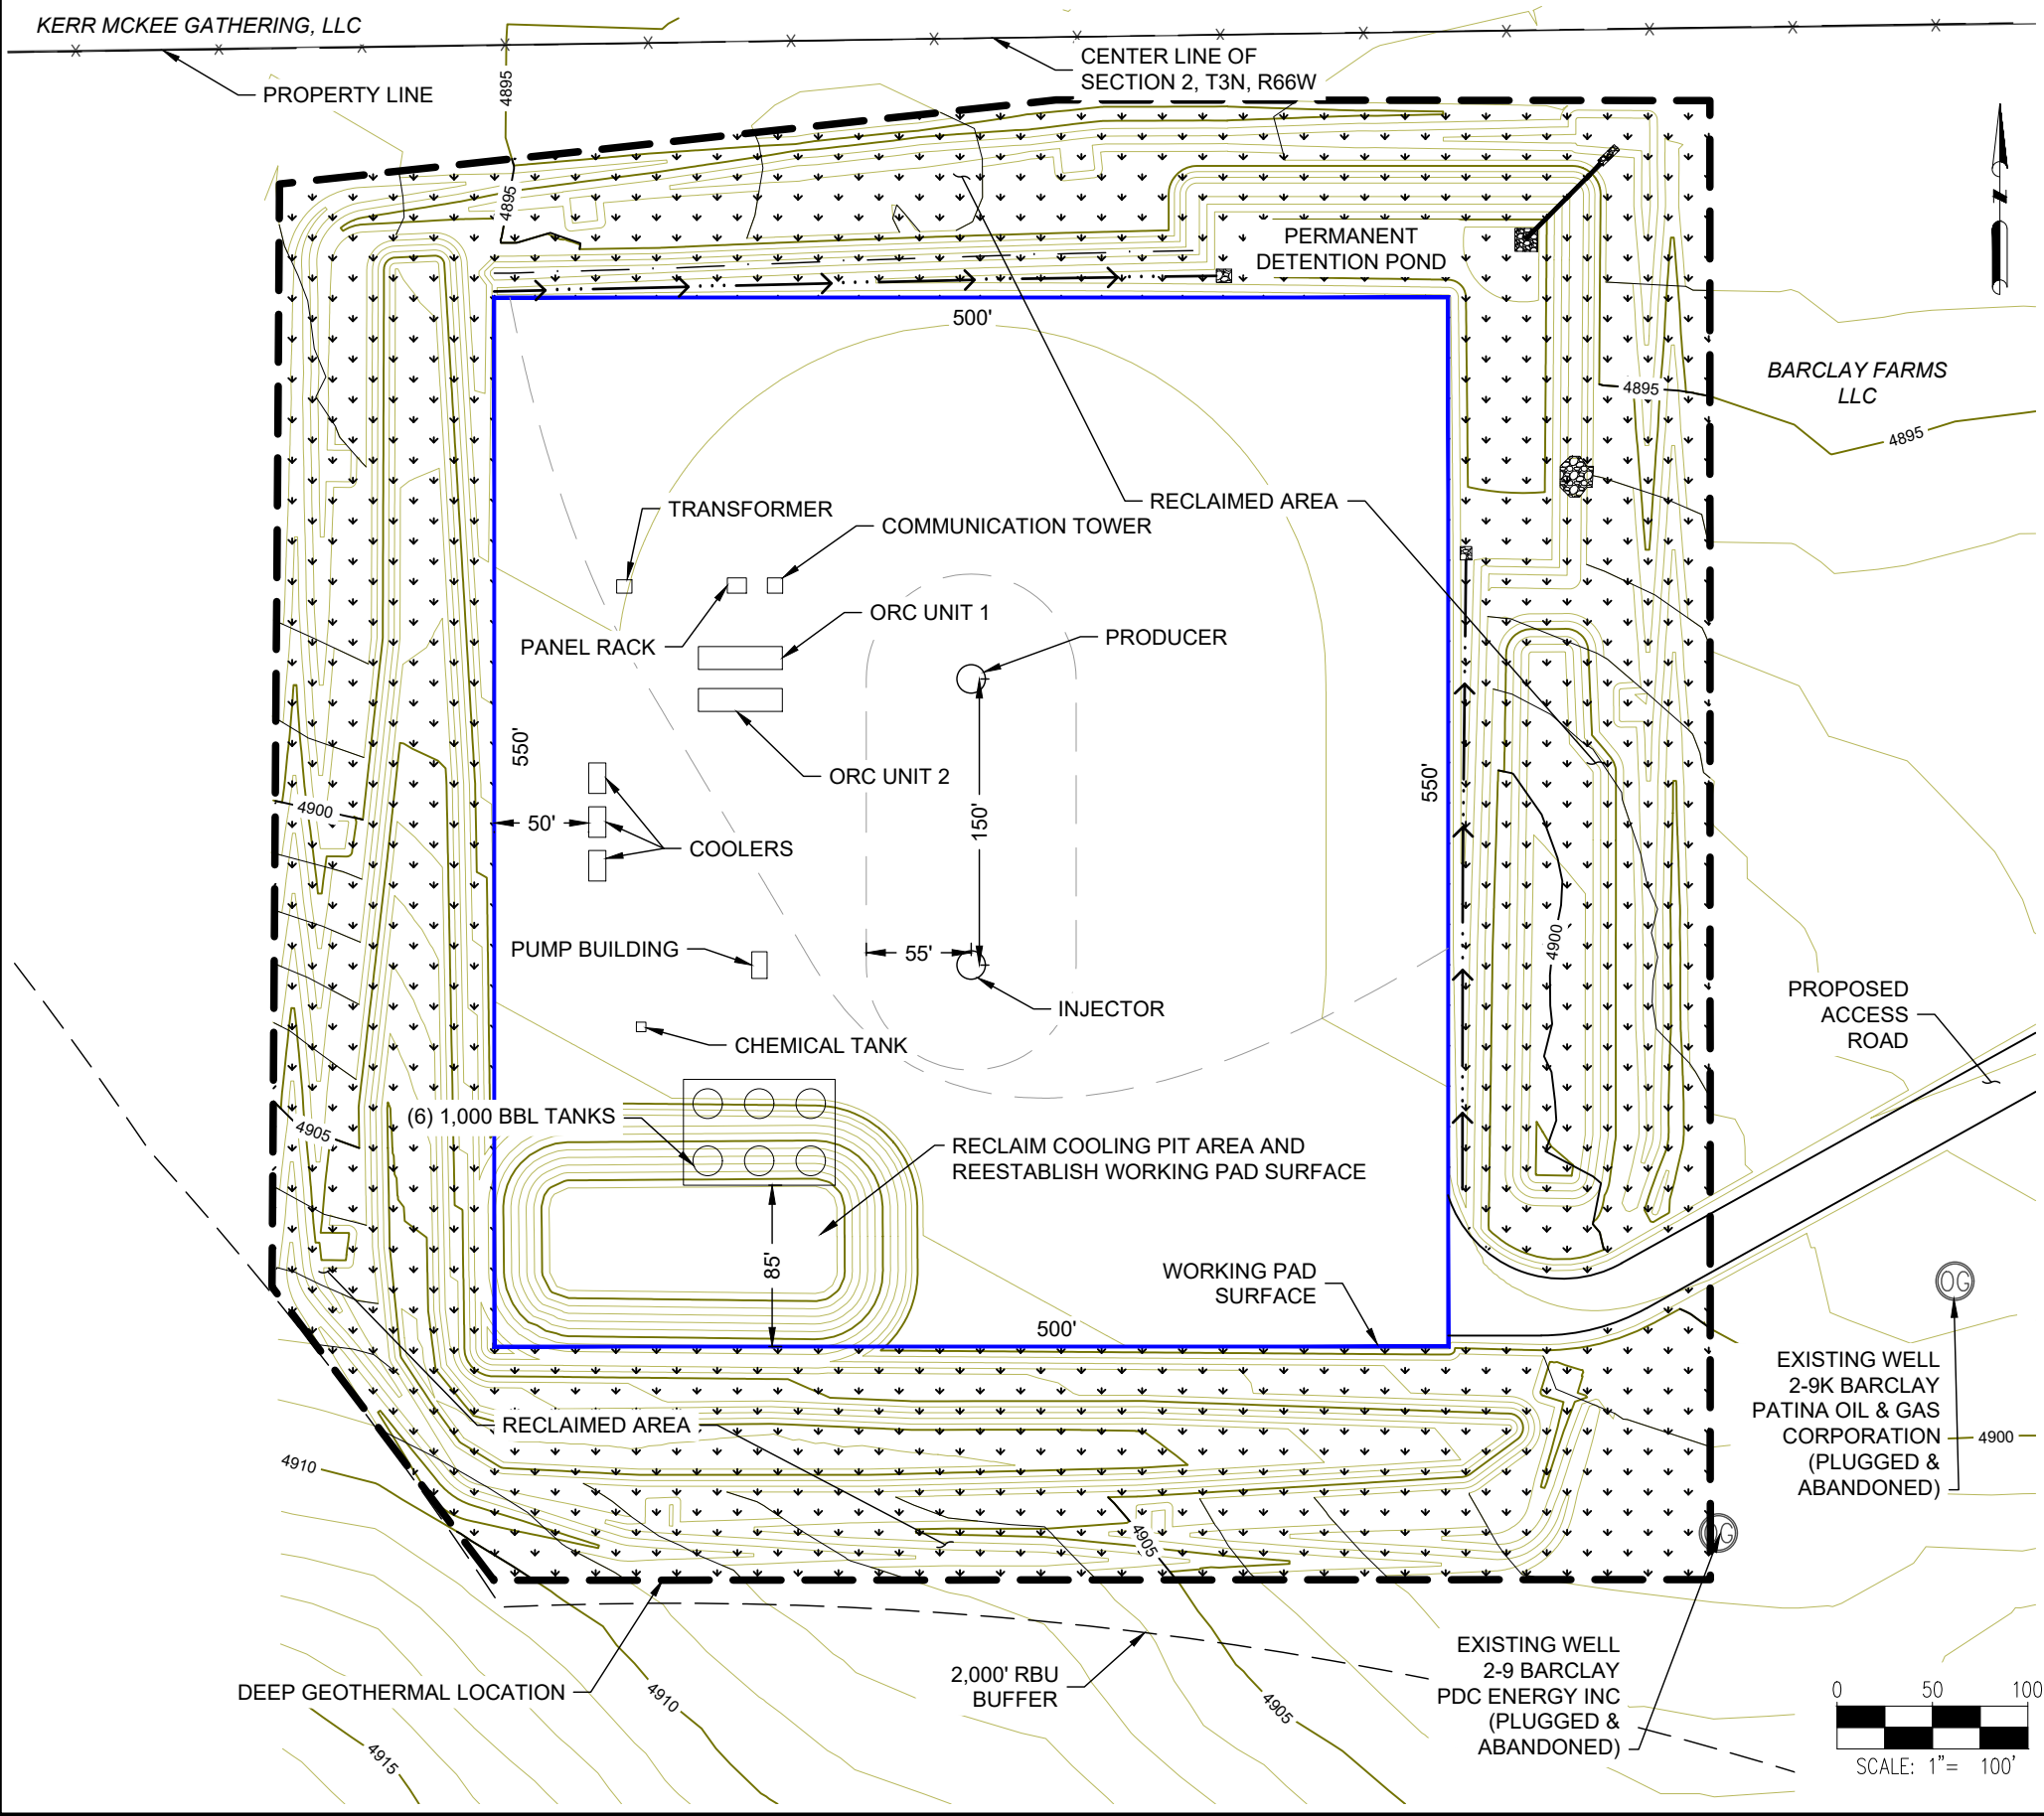 KERR MCKEE GATHERING, LLC
PROPERTY LINE
4895
CENTER LINE OF
SECTION 2, T3N, R66W
4895
PERMANENT
DETENTION POND
500'
BARCLAY FARMS
LLC
4895
4895
TRANSFORMER
COMMUNICATION TOWER
RECLAIMED AREA
PANEL RACK
ORC UNIT 1
PRODUCER
ORC UNIT 2
550'
550'
150'
4900
50'
COOLERS
4900
PUMP BUILDING
55'
INJECTOR
PROPOSED
ACCESS
ROAD
CHEMICAL TANK
(6) 1,000 BBL TANKS
4905
RECLAIM COOLING PIT AREA AND
REESTABLISH WORKING PAD SURFACE
85'
WORKING PAD
SURFACE
OG
500'
EXISTING WELL
2-9K BARCLAY
PATINA OIL & GAS
CORPORATION
(PLUGGED &
ABANDONED)
4900
RECLAIMED AREA
4910
4905
OG
DEEP GEOTHERMAL LOCATION
2,000' RBU
BUFFER
EXISTING WELL
2-9 BARCLAY
PDC ENERGY INC
(PLUGGED &
ABANDONED)
4910
4905
4915
0 50 100
SCALE: 1"= 100'
N